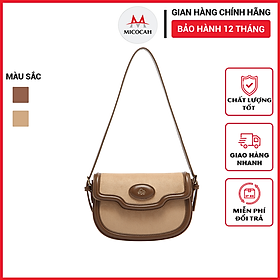 MICOCAH
GIAN HÀNG CHÍNH HÃNG
BẢO HÀNH 12 THÁNG
MÀU SẮC
CHẤT LƯỢNG
TỐT
GIAO HÀNG
NHANH
MIỄN PHÍ
ĐỔI TRẢ